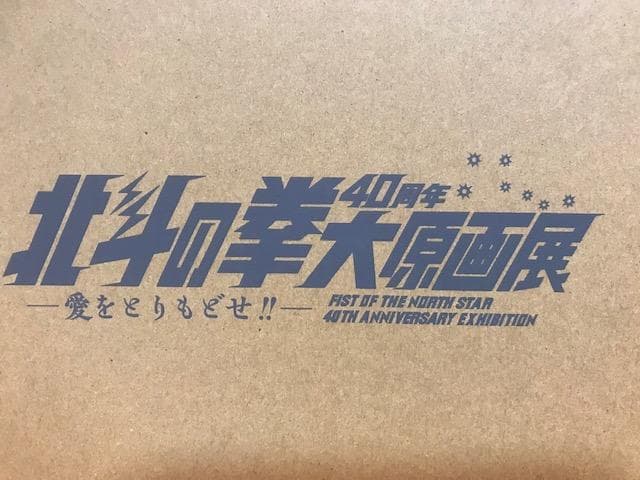 北斗の拳40周年大原画展
―愛をとりもどせ!!―
FIST OF THE NORTH STAR
40TH ANNIVERSARY EXHIBITION